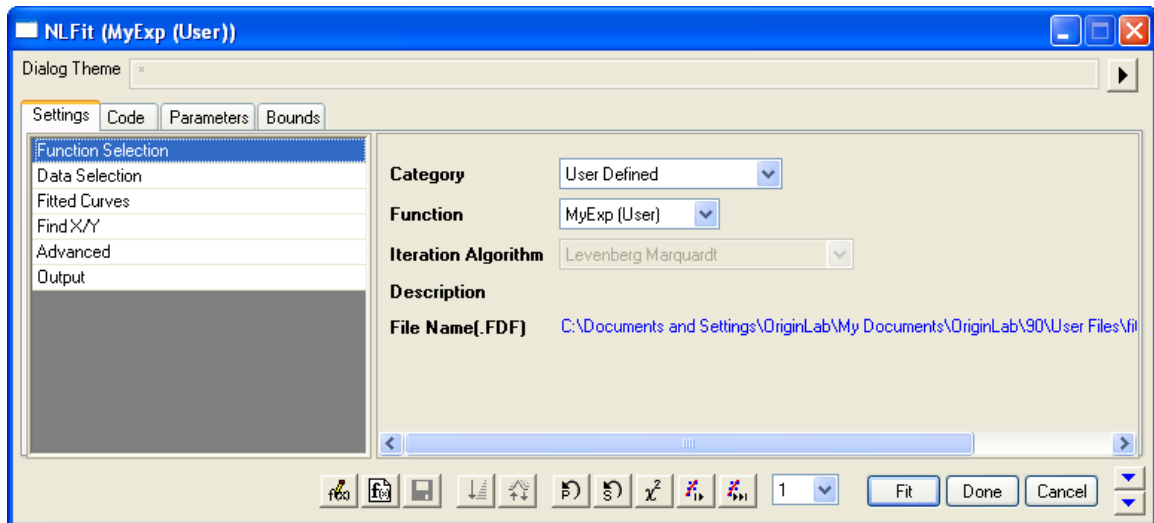 NLFit (MyExp (User))
Dialog Theme *
Settings Code Parameters Bounds
Function Selection
Data Selection
Fitted Curves
Find X/Y
Advanced
Output
Category User Defined
Function MyExp (User)
Iteration Algorithm Levenberg Marquardt
Description
File Name(.FDF) C:\Documents and Settings\OriginLab\My Documents\OriginLab\90\User Files\fi
f(x) P S χ² 1 Fit Done Cancel